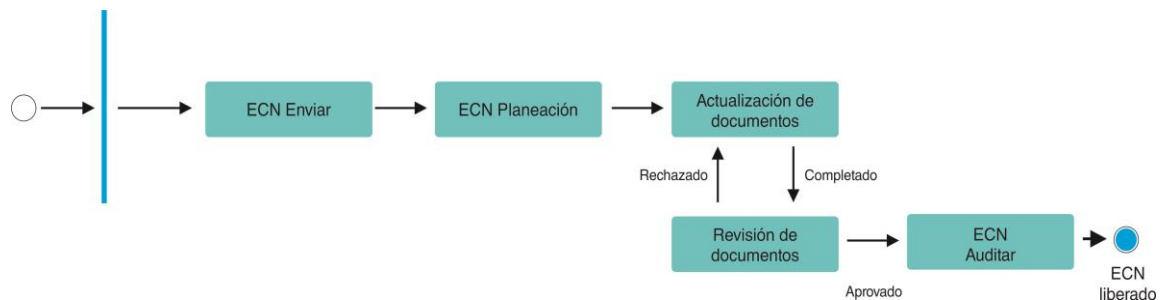 ECN Enviar
ECN Planeación
Actualización de
documentos
Rechazado
Completado
Revisión de
documentos
Aprovado
ECN
Auditar
ECN
liberado